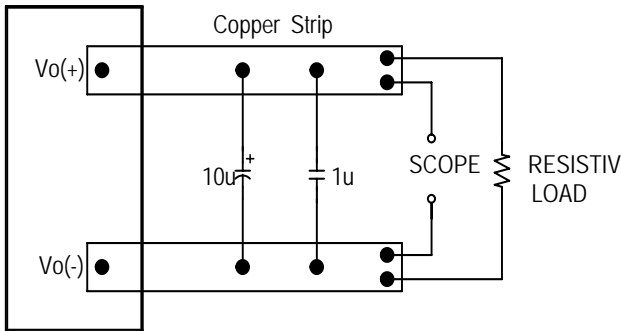 Copper Strip
Vo(+)
10u
+
1u
SCOPE
RESISTIV
LOAD
Vo(-)